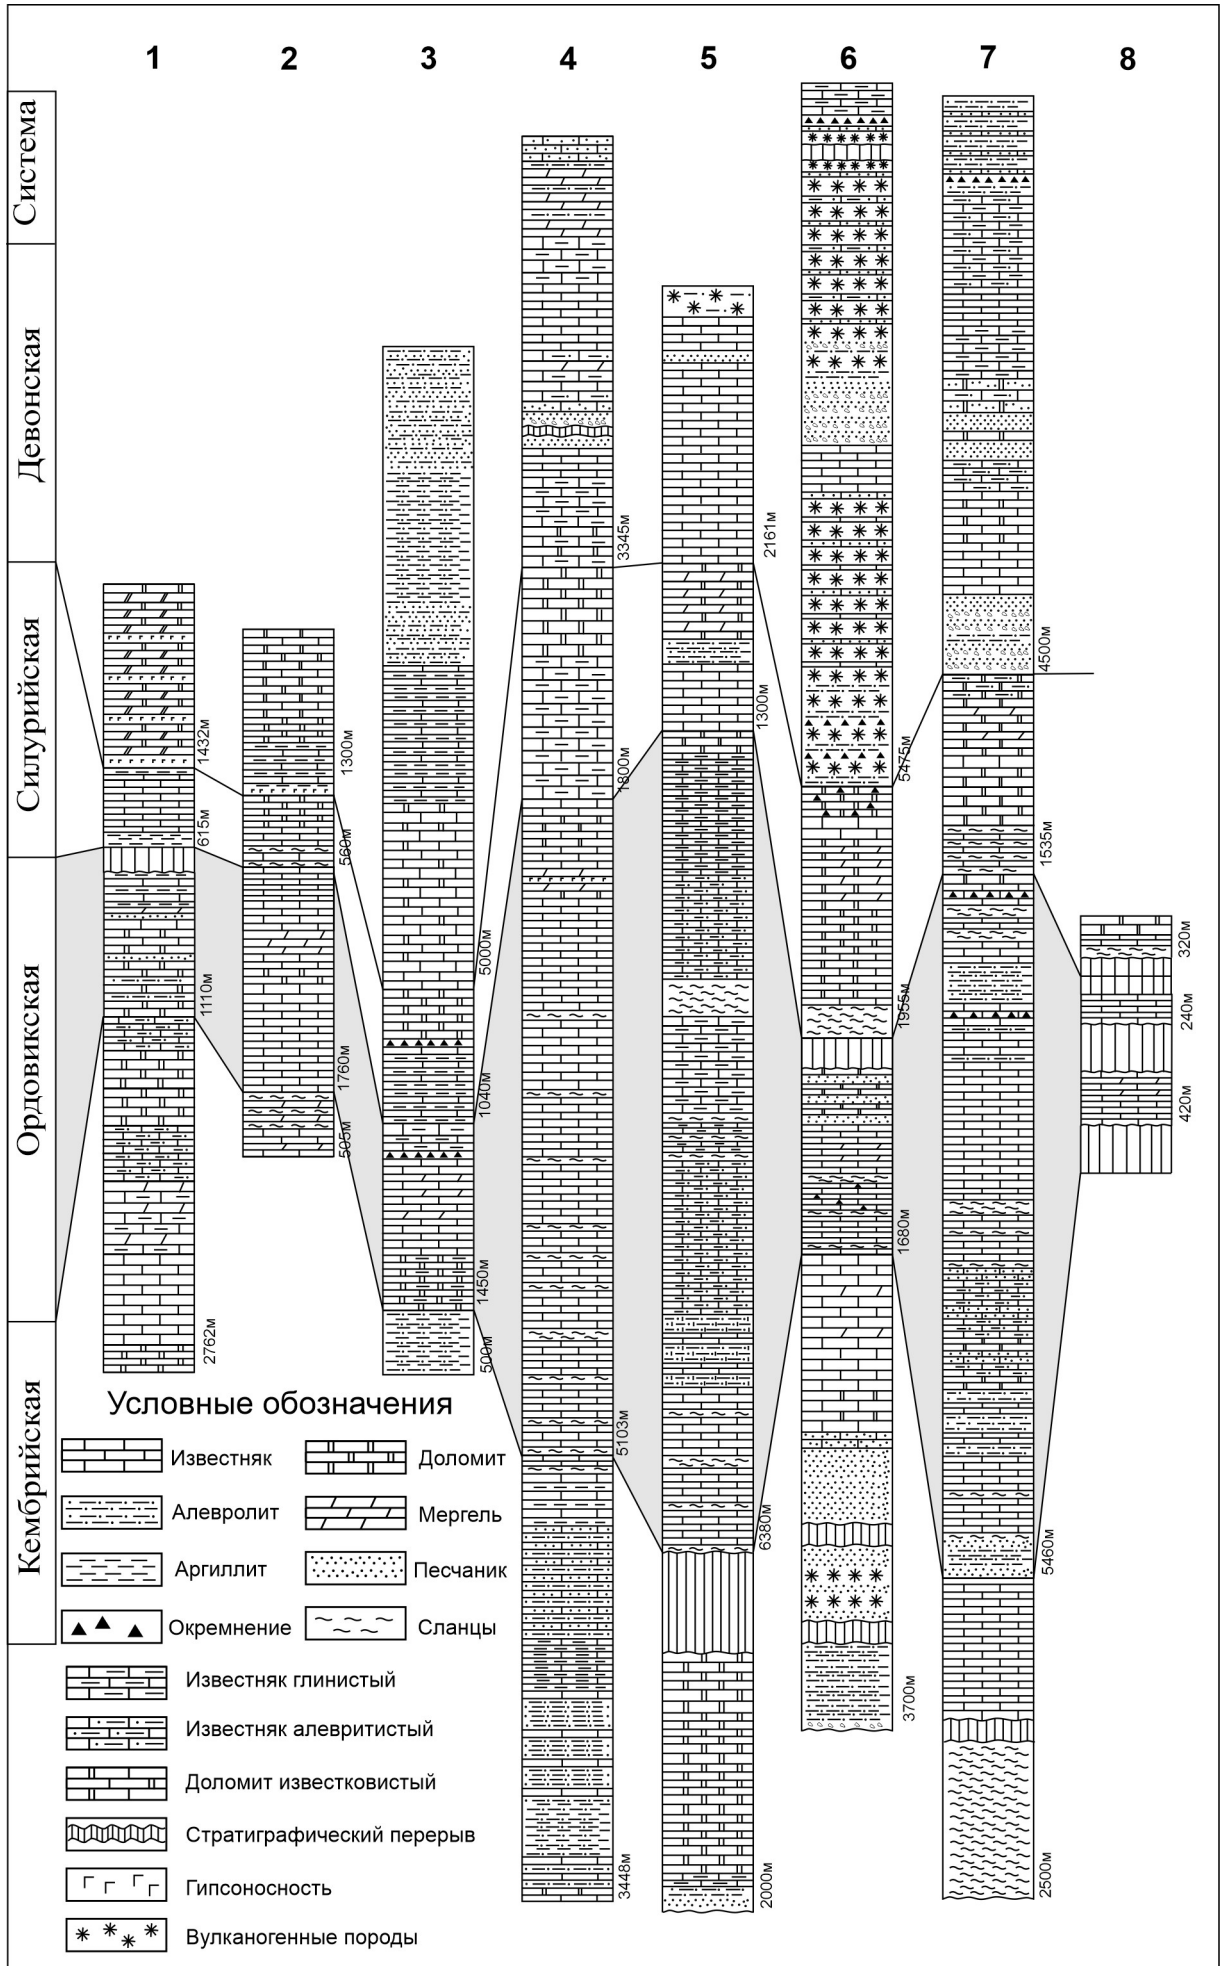 1 2 3 4 5 6 7 8
Система
Девонская
Силурийская
Ордовикская
Кембрийская
1432м
615м
1110м
2762м
1300м
560м
1760м
505м
5000м
1040м
1450м
500м
3345м
1800м
5103м
3448м
2161м
1300м
6380м
2000м
5475м
1955м
1680м
3700м
4500м
1535м
5460м
2500м
320м
240м
420м
Условные обозначения
Известняк
Доломит
Алевролит
Мергель
Аргиллит
Песчаник
Окремнение
Сланцы
Известняк глинистый
Известняк алевритистый
Доломит известковистый
Стратиграфический перерыв
Гипсоносность
Вулканогенные породы